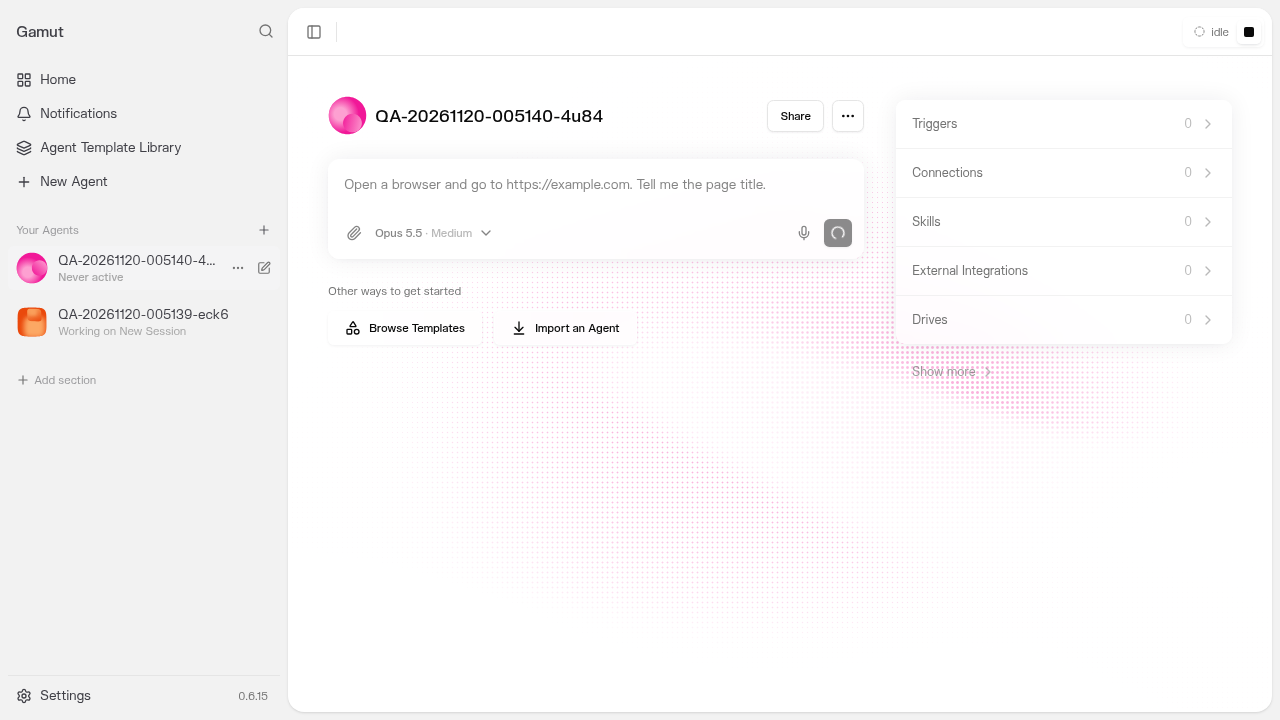 Gamut
Home
Notifications
Agent Template Library
New Agent
Your Agents
QA-20261120-005140-4...
Never active
QA-20261120-005139-eck6
Working on New Session
Add section
Settings
0.6.15
idle
QA-20261120-005140-4u84
Share
Open a browser and go to https://example.com. Tell me the page title.
Opus 5.5 · Medium
Other ways to get started
Browse Templates
Import an Agent
Triggers 0
Connections 0
Skills 0
External Integrations 0
Drives 0
Show more